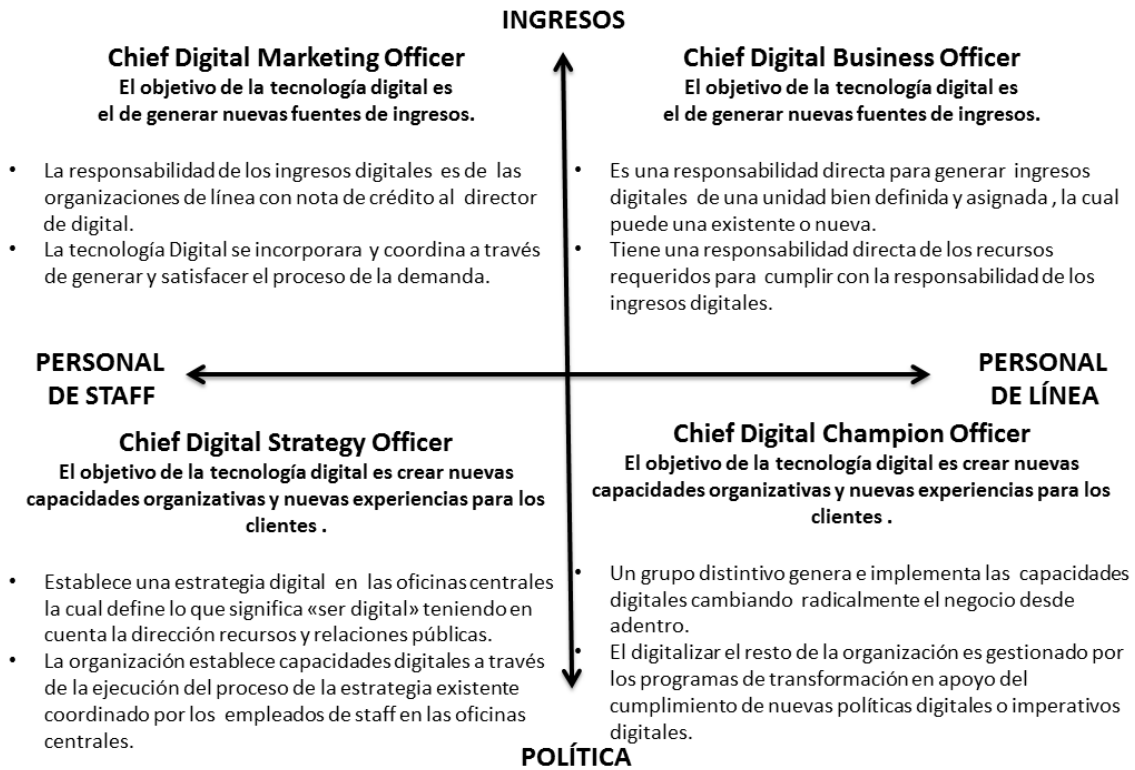 INGRESOS
Chief Digital Marketing Officer
El objetivo de la tecnología digital es
el de generar nuevas fuentes de ingresos.
• La responsabilidad de los ingresos digitales es de las
organizaciones de línea con nota de crédito al director
de digital.
• La tecnología Digital se incorporara y coordina a través
de generar y satisfacer el proceso de la demanda.
Chief Digital Business Officer
El objetivo de la tecnología digital es
el de generar nuevas fuentes de ingresos.
• Es una responsabilidad directa para generar ingresos
digitales de una unidad bien definida y asignada , la cual
puede una existente o nueva.
• Tiene una responsabilidad directa de los recursos
requeridos para cumplir con la responsabilidad de los
ingresos digitales.
PERSONAL
DE STAFF
PERSONAL
DE LÍNEA
Chief Digital Strategy Officer
El objetivo de la tecnología digital es crear nuevas
capacidades organizativas y nuevas experiencias para los
clientes .
• Establece una estrategia digital en las oficinas centrales
la cual define lo que significa «ser digital» teniendo en
cuenta la dirección recursos y relaciones públicas.
• La organización establece capacidades digitales a través
de la ejecución del proceso de la estrategia existente
coordinado por los empleados de staff en las oficinas
centrales.
Chief Digital Champion Officer
El objetivo de la tecnología digital es crear nuevas
capacidades organizativas y nuevas experiencias para los
clientes .
• Un grupo distintivo genera e implementa las capacidades
digitales cambiando radicalmente el negocio desde
adentro.
• El digitalizar el resto de la organización es gestionado por
los programas de transformación en apoyo del
cumplimiento de nuevas políticas digitales o imperativos
digitales.
POLÍTICA